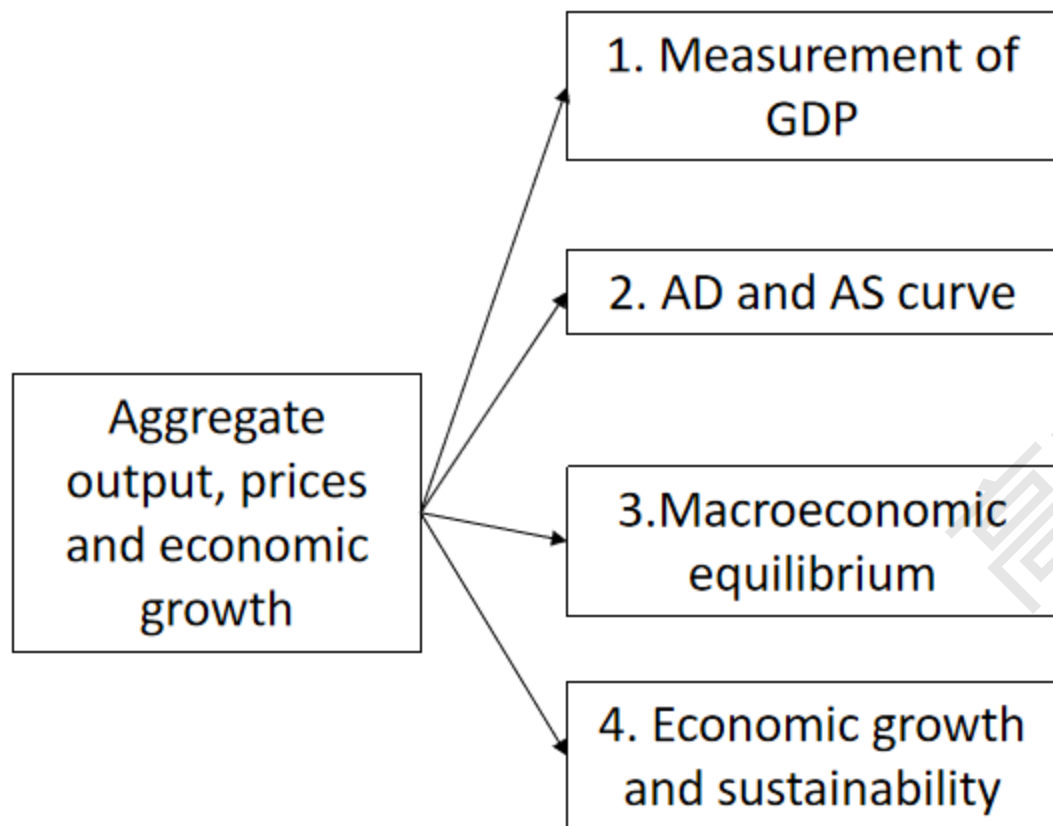 1. Measurement of
GDP
2. AD and AS curve
Aggregate
output, prices
and economic
growth
3.Macroeconomic
equilibrium
4. Economic growth
and sustainability